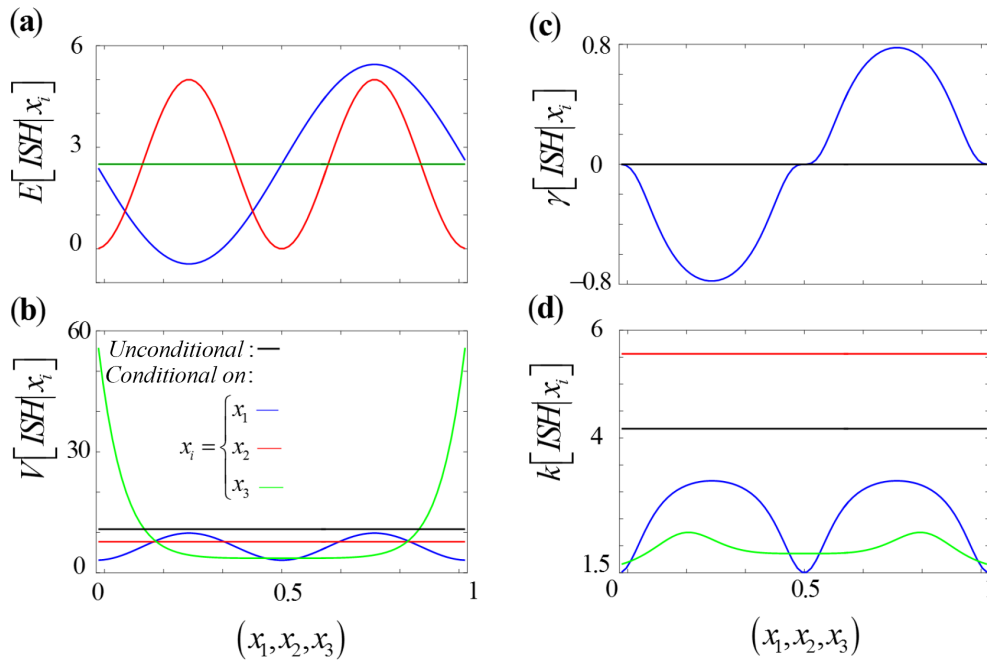 (a)
6
3
0
E[ISH|x_i]
(b)
60
30
0
V[ISH|x_i]
Unconditional :
Conditional on:
x_i = { x_1
x_2
x_3
0 0.5 1
(x_1, x_2, x_3)
(c)
0.8
0
−0.8
γ[ISH|x_i]
(d)
6
4
1.5
k[ISH|x_i]
0 0.5 1
(x_1, x_2, x_3)